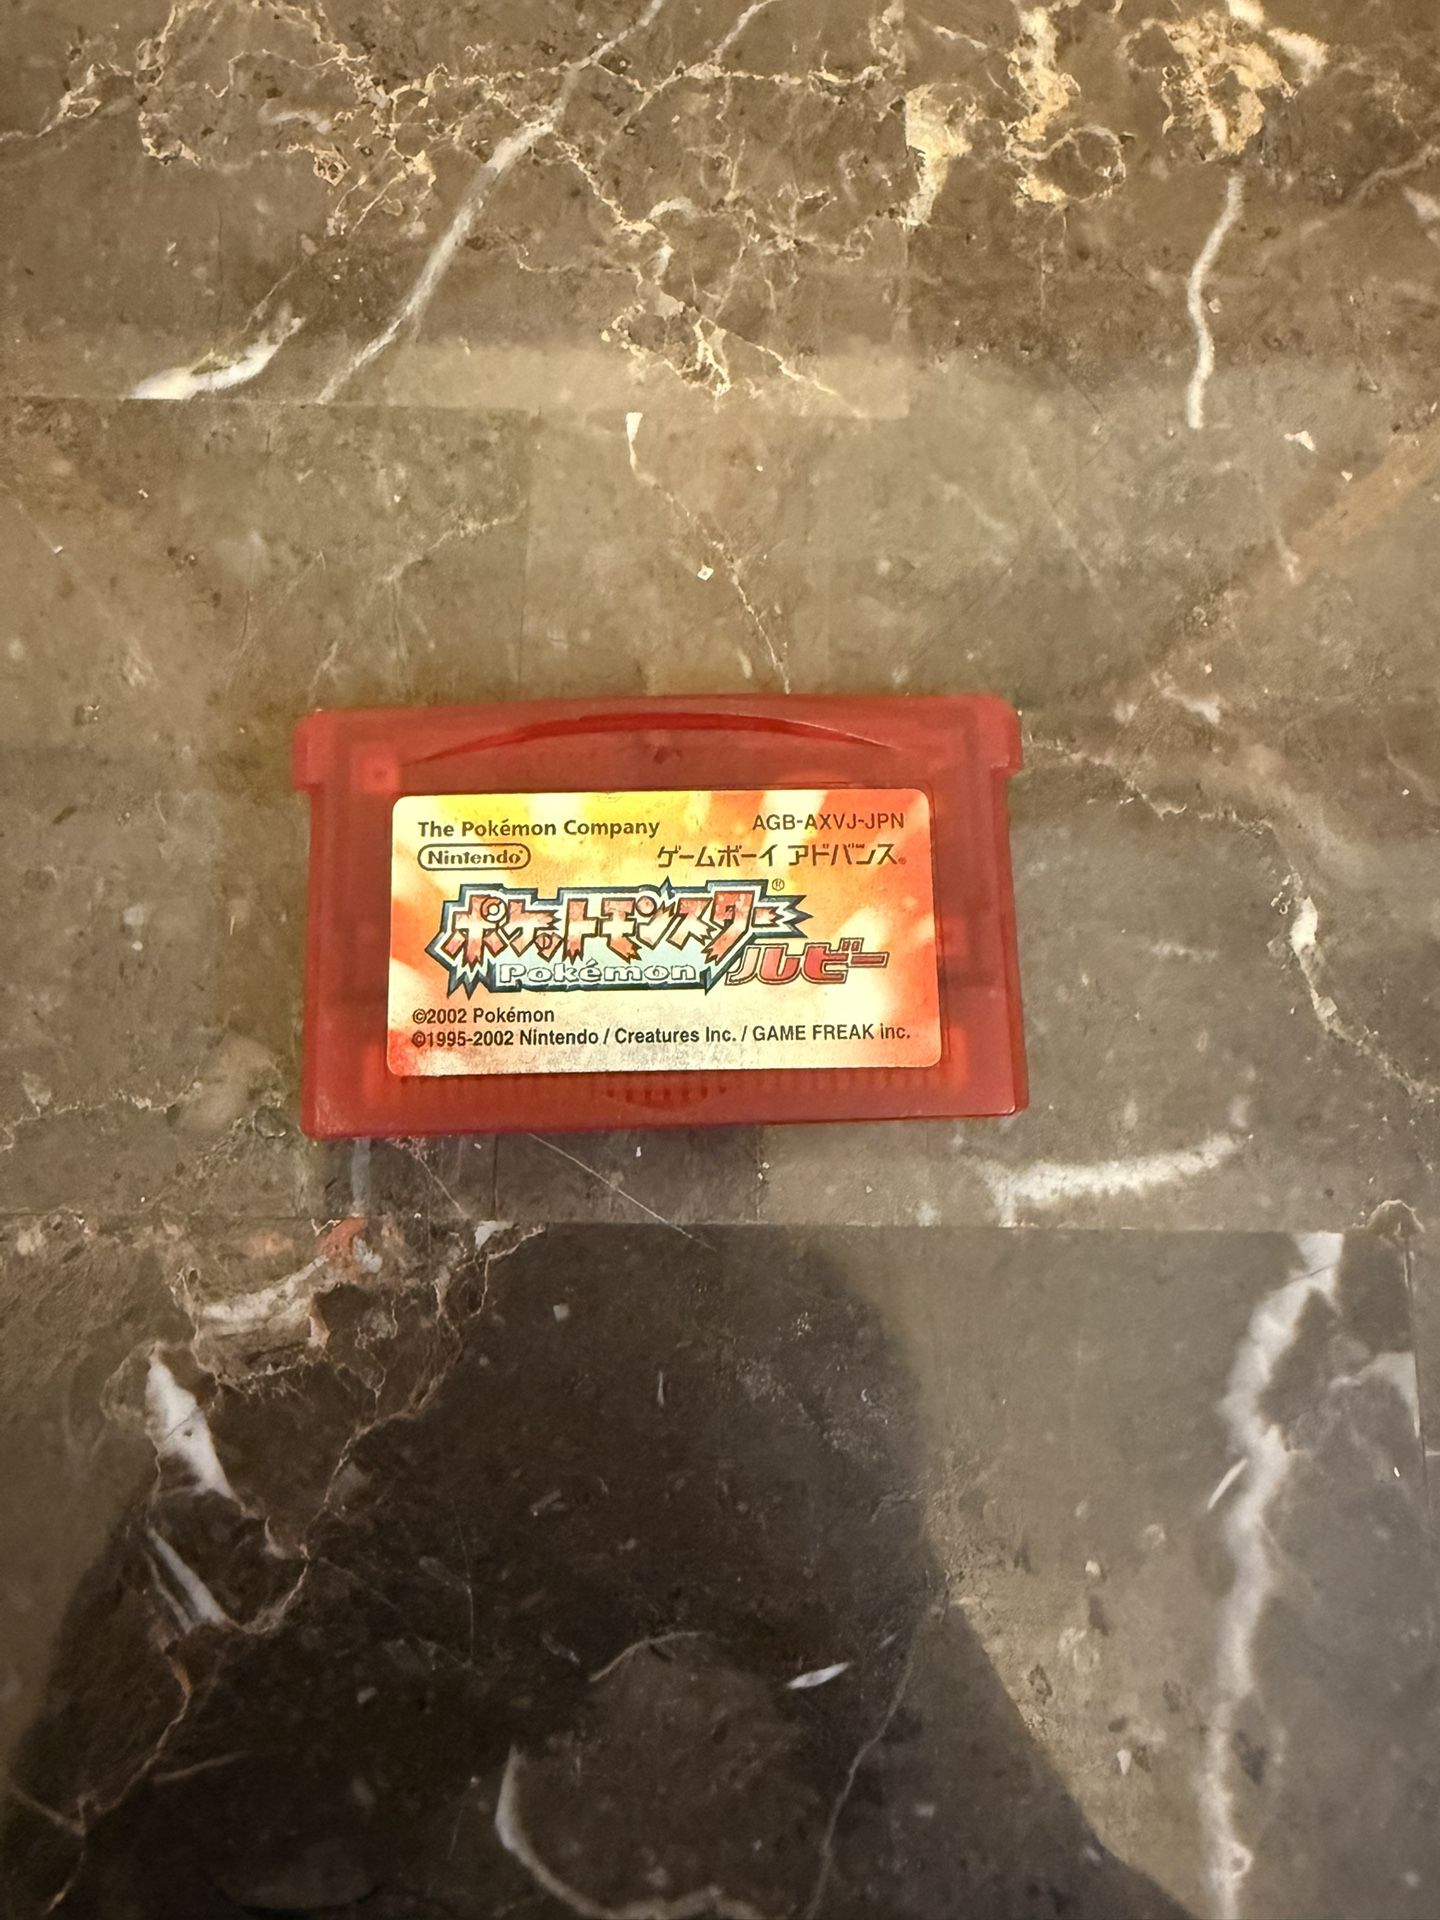 The Pokémon Company AGB-AXVJ-JPN
Nintendo® ゲームボーイ アドバンス®
ポケットモンスター®
Pokémon ルビー
©2002 Pokémon
©1995-2002 Nintendo / Creatures Inc. / GAME FREAK inc.